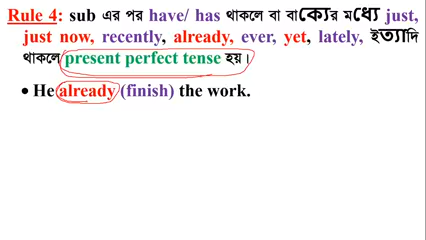 Rule 4: sub এর পর have/ has থাকলে বা বাক্যের মধ্যে just,
just now, recently, already, ever, yet, lately, ইত্যাদি
থাকলে present perfect tense হয়।
• He already (finish) the work.